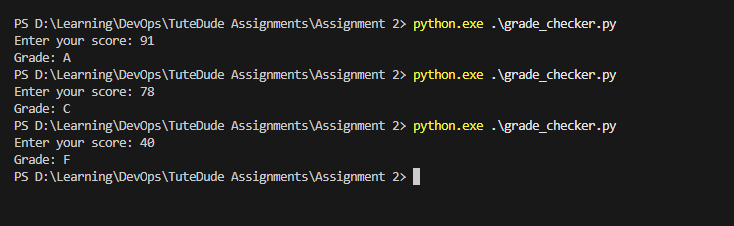 PS D:\Learning\DevOps\TuteDude Assignments\Assignment 2> python.exe .\grade_checker.py
Enter your score: 91
Grade: A
PS D:\Learning\DevOps\TuteDude Assignments\Assignment 2> python.exe .\grade_checker.py
Enter your score: 78
Grade: C
PS D:\Learning\DevOps\TuteDude Assignments\Assignment 2> python.exe .\grade_checker.py
Enter your score: 40
Grade: F
PS D:\Learning\DevOps\TuteDude Assignments\Assignment 2>